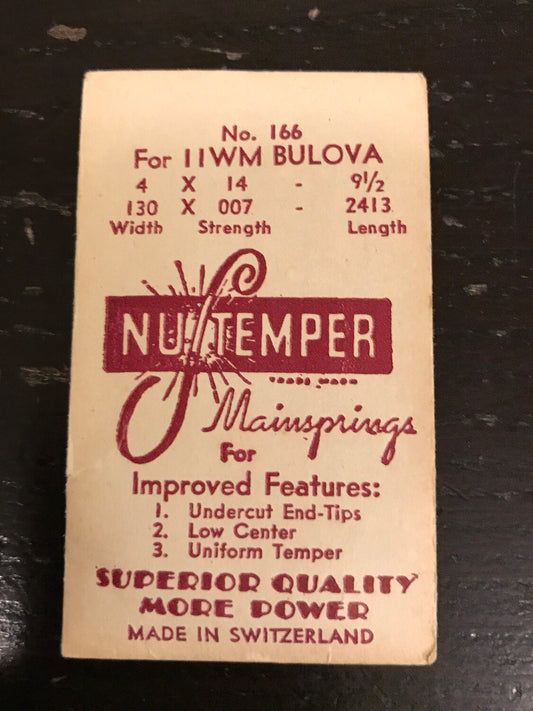 No. 166
For 11WM BULOVA
4 X 14 - 9½
130 X 007 - 2413
Width Strength Length
NU-TEMPER
TRADE MARK
Mainsprings
For
Improved Features:
1. Undercut End-Tips
2. Low Center
3. Uniform Temper
SUPERIOR QUALITY
MORE POWER
MADE IN SWITZERLAND